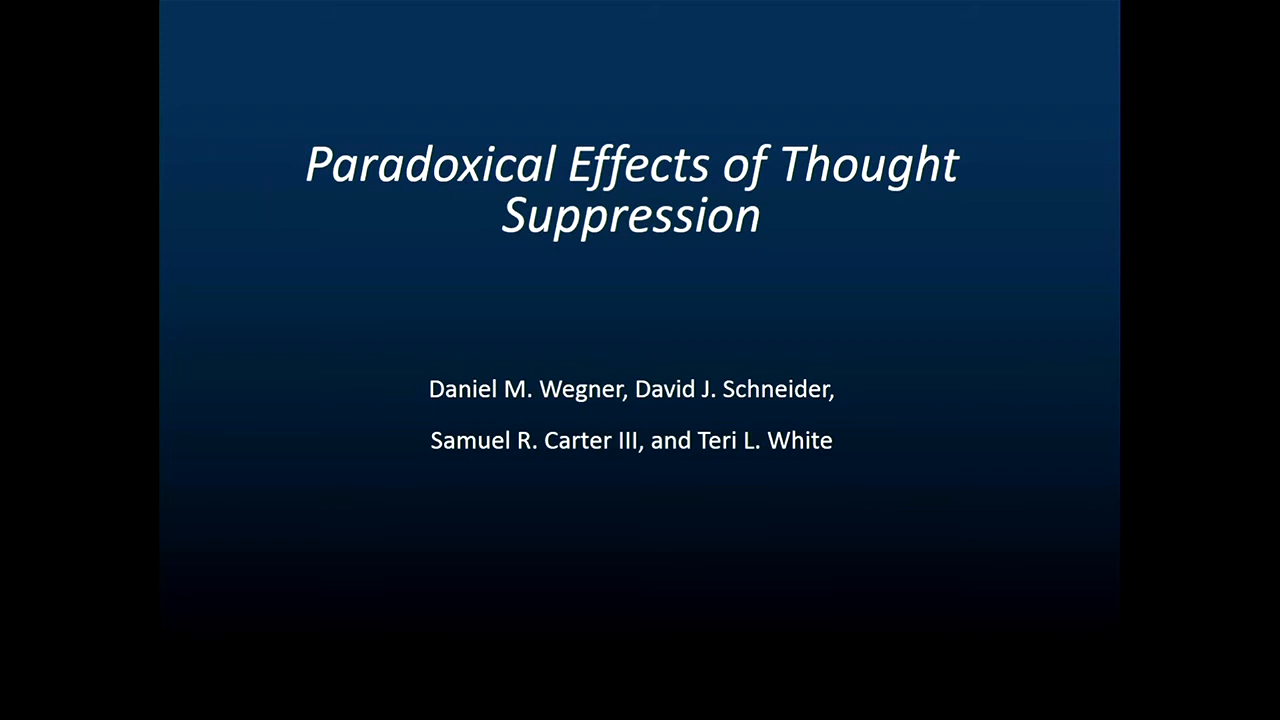 Paradoxical Effects of Thought
Suppression
Daniel M. Wegner, David J. Schneider,
Samuel R. Carter III, and Teri L. White